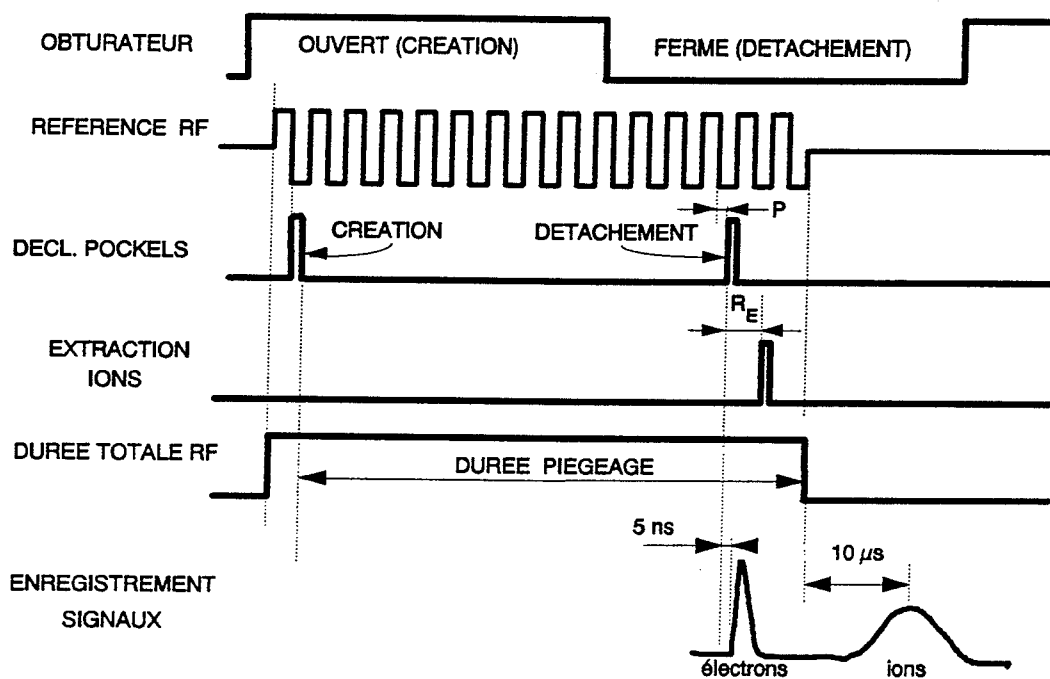 OBTURATEUR
OUVERT (CREATION)
FERME (DETACHEMENT)
REFERENCE RF
P
DECL. POCKELS
CREATION
DETACHEMENT
R_E
EXTRACTION
IONS
DUREE TOTALE RF
DUREE PIEGEAGE
5 ns
10 μs
ENREGISTREMENT
SIGNAUX
électrons
ions